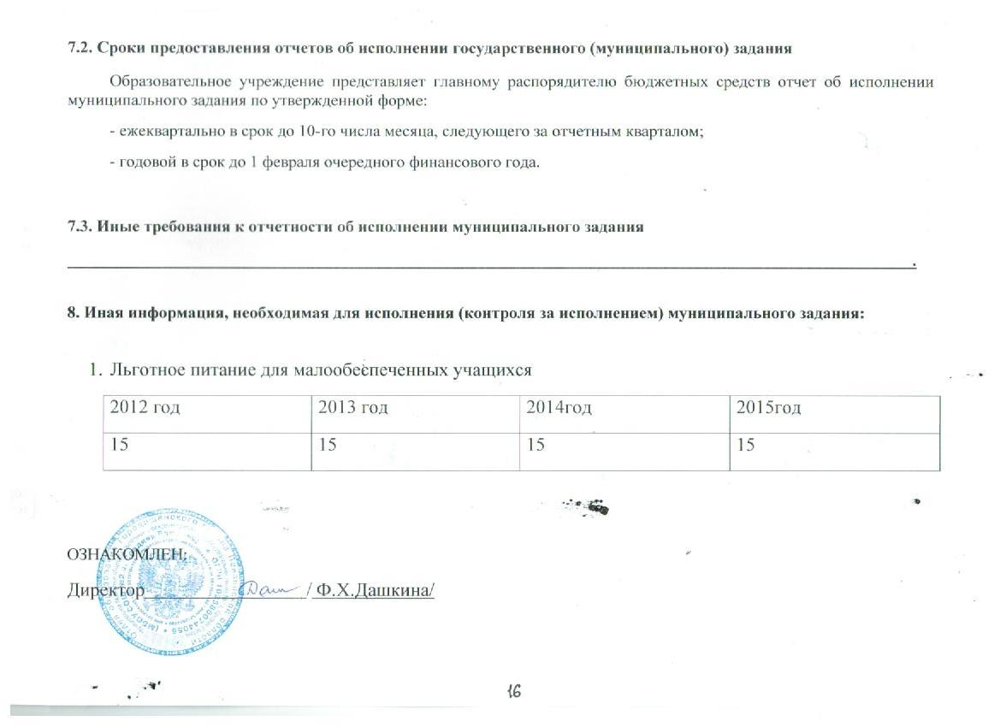 7.2. Сроки предоставления отчетов об исполнении государственного (муниципального) задания
Образовательное учреждение представляет главному распорядителю бюджетных средств отчет об исполнении
муниципального задания по утвержденной форме:
- ежеквартально в срок до 10-го числа месяца, следующего за отчетным кварталом;
- годовой в срок до 1 февраля очередного финансового года.
7.3. Иные требования к отчетности об исполнении муниципального задания
8. Иная информация, необходимая для исполнения (контроля за исполнением) муниципального задания:
1. Льготное питание для малообеспеченных учащихся
2012 год 2013 год 2014год 2015год
15 15 15 15
ОЗНАКОМЛЕН:
Директор / Ф.Х.Дашкина/
16